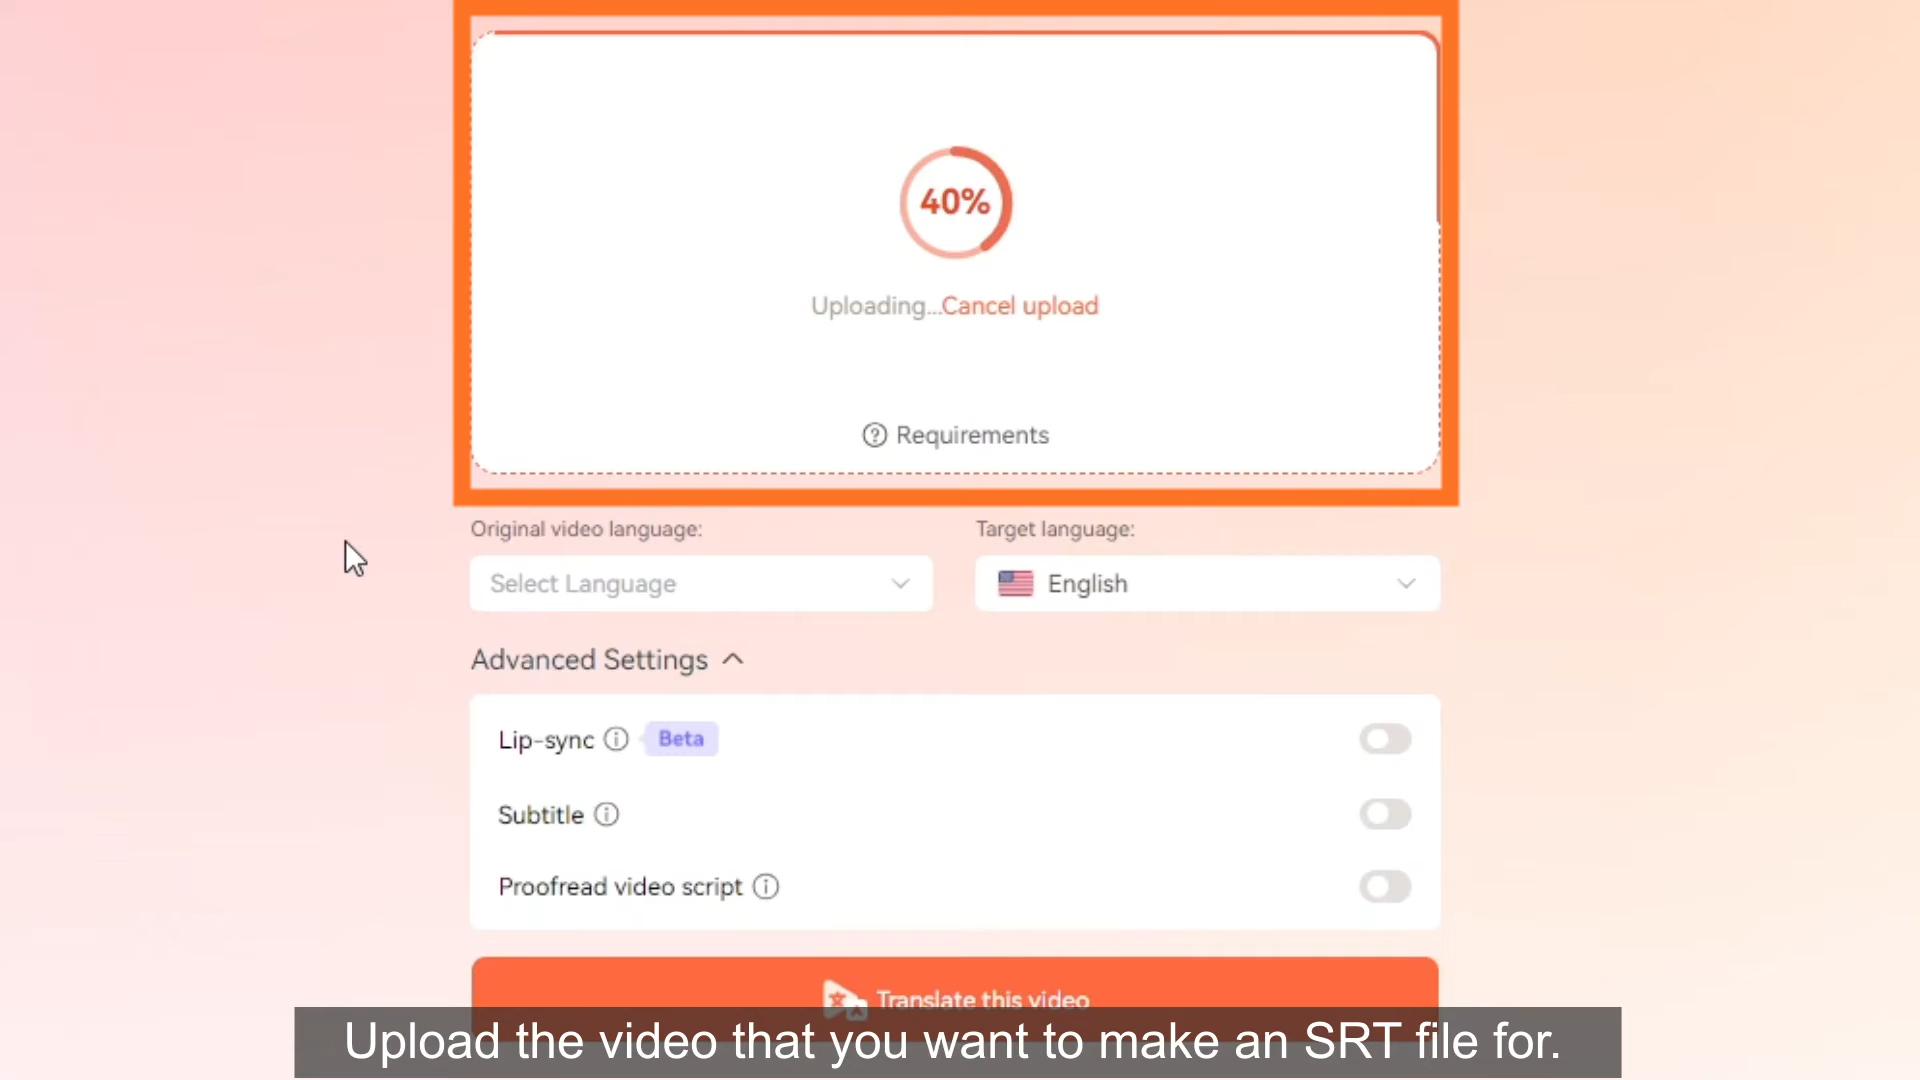 40%
Uploading...Cancel upload
Requirements
Original video language:
Target language:
Select Language
English
Advanced Settings
Lip-sync Beta
Subtitle
Proofread video script
Translate this video
Upload the video that you want to make an SRT file for.